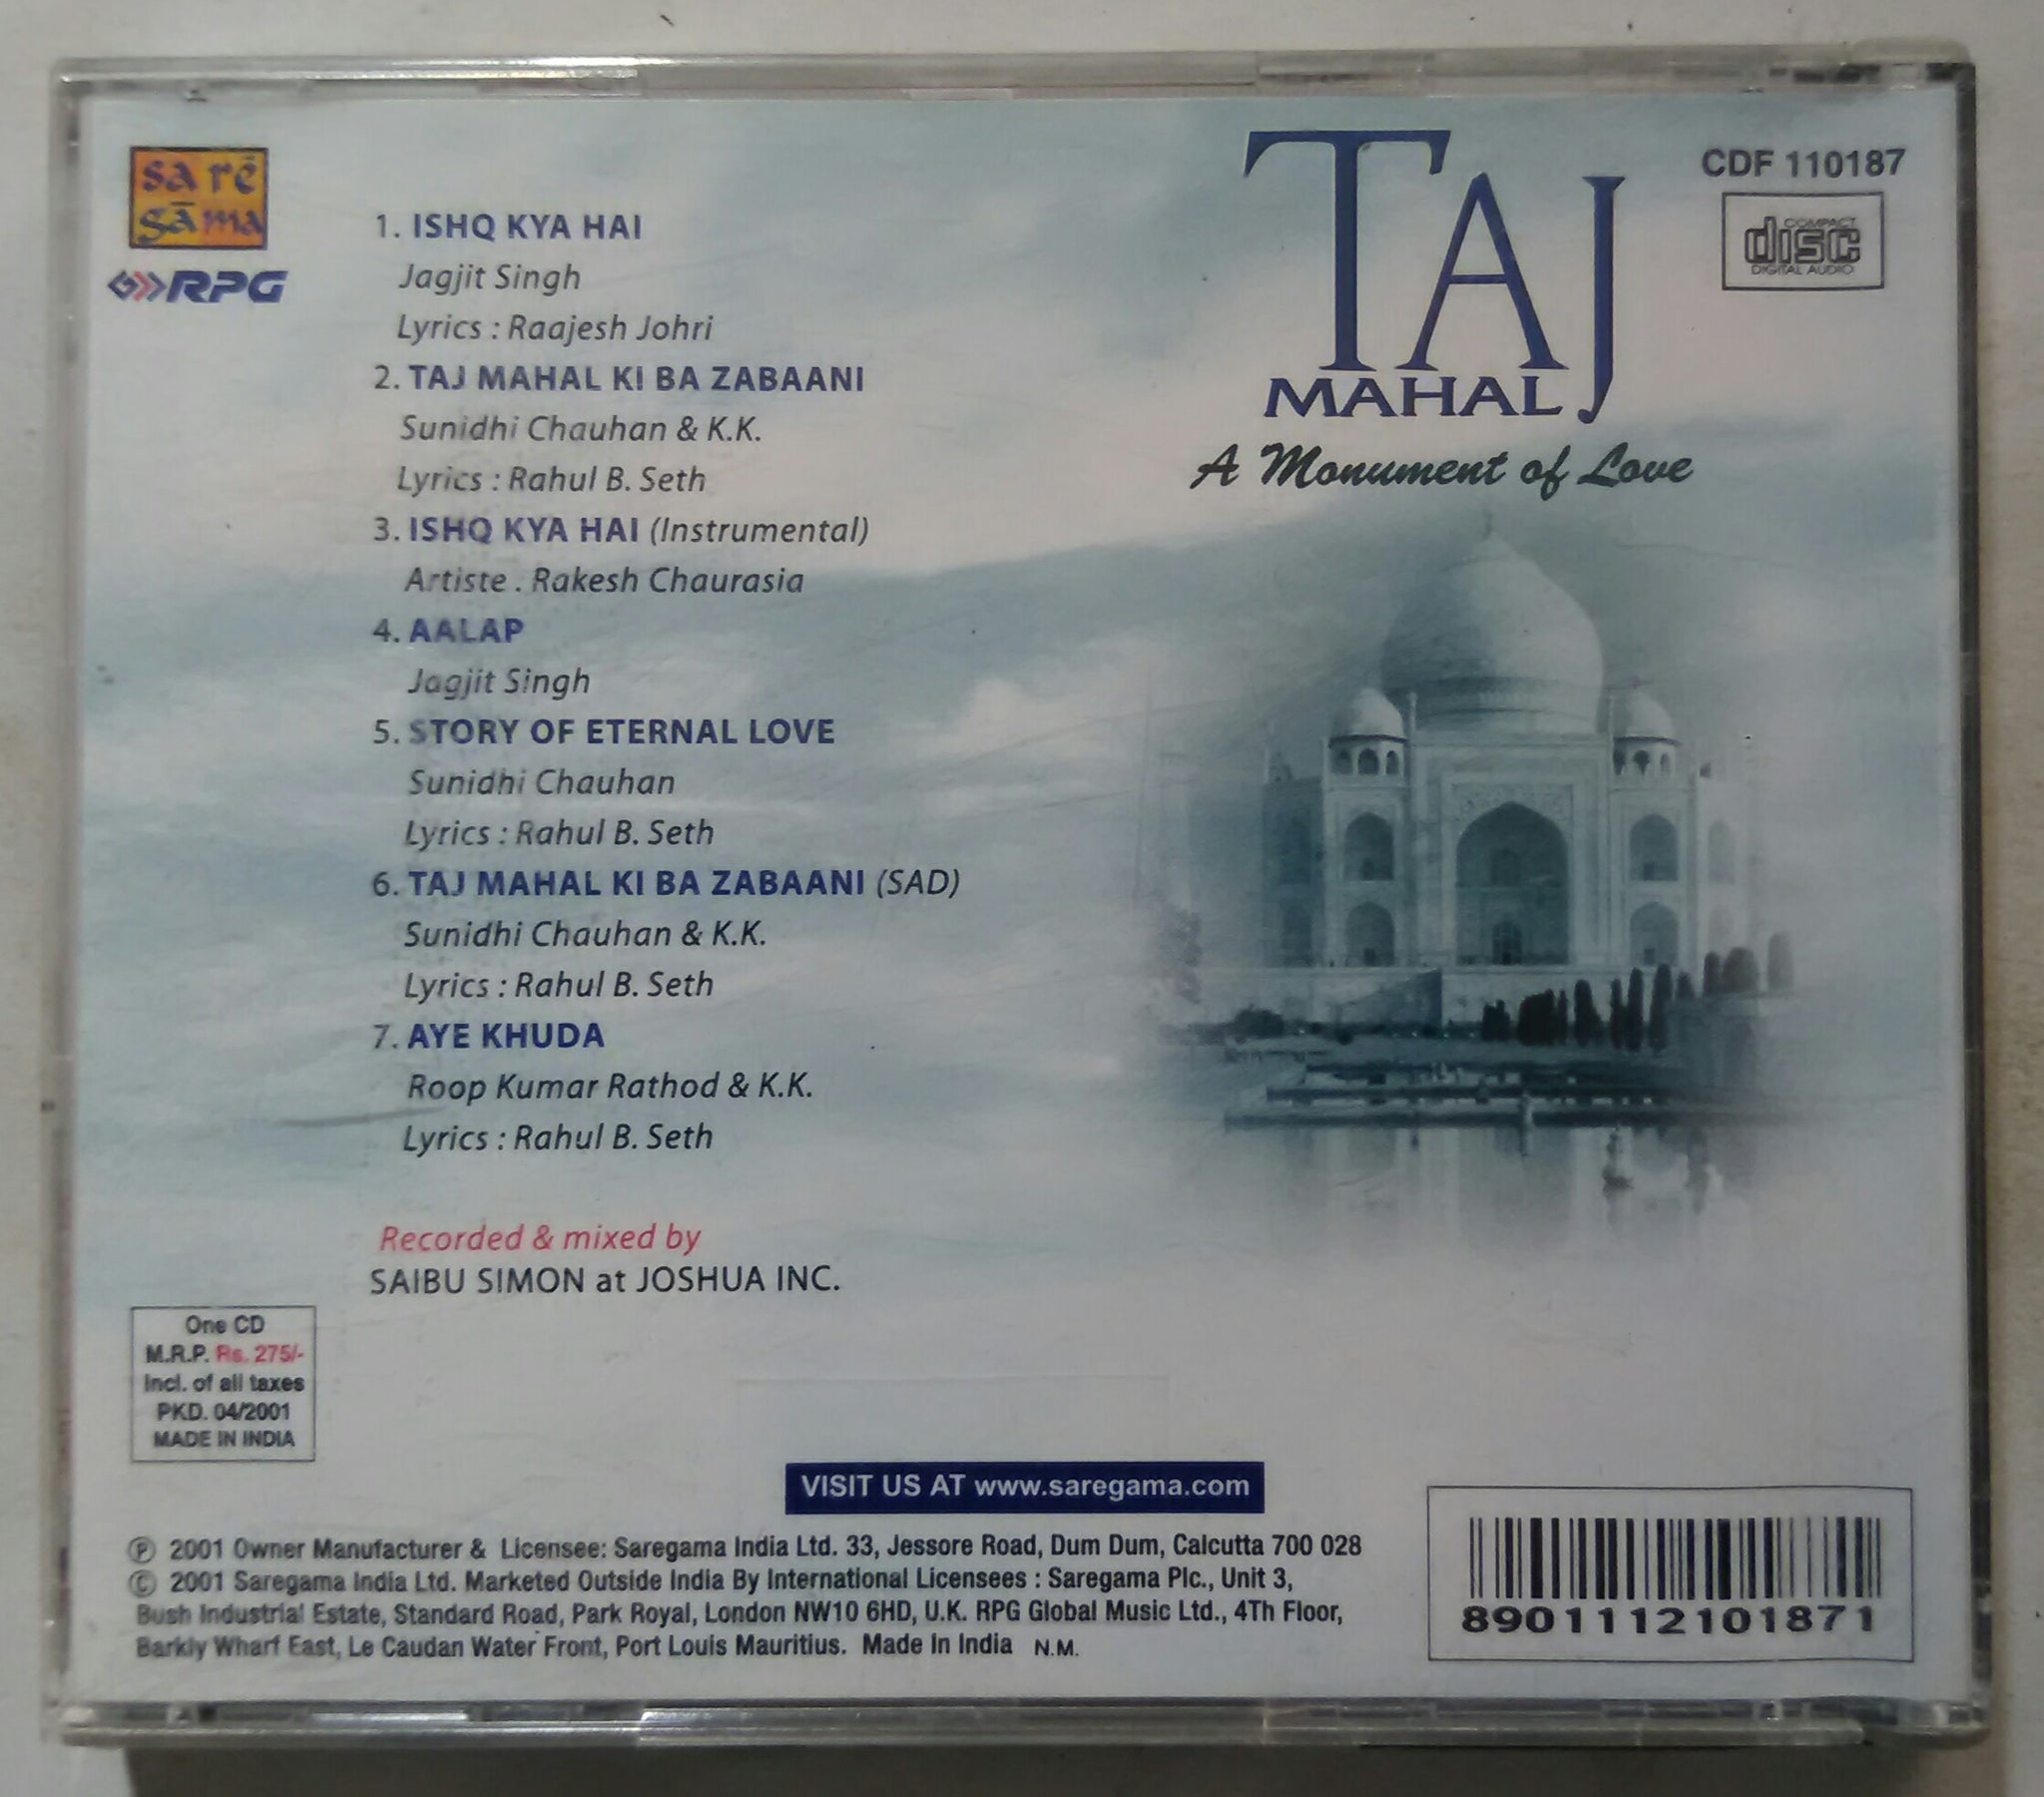 sa rē
gāma
RPG
1. ISHQ KYA HAI
Jagjit Singh
Lyrics : Raajesh Johri
2. TAJ MAHAL KI BA ZABAANI
Sunidhi Chauhan & K.K.
Lyrics : Rahul B. Seth
3. ISHQ KYA HAI (Instrumental)
Artiste . Rakesh Chaurasia
4. AALAP
Jagjit Singh
5. STORY OF ETERNAL LOVE
Sunidhi Chauhan
Lyrics : Rahul B. Seth
6. TAJ MAHAL KI BA ZABAANI (SAD)
Sunidhi Chauhan & K.K.
Lyrics : Rahul B. Seth
7. AYE KHUDA
Roop Kumar Rathod & K.K.
Lyrics : Rahul B. Seth
Recorded & mixed by
SAIBU SIMON at JOSHUA INC.
TAJ
MAHAL
A Monument of Love
CDF 110187
COMPACT
disc
DIGITAL AUDIO
One CD
M.R.P. Rs. 275/-
Incl. of all taxes
PKD. 04/2001
MADE IN INDIA
VISIT US AT www.saregama.com
Ⓟ 2001 Owner Manufacturer & Licensee: Saregama India Ltd. 33, Jessore Road, Dum Dum, Calcutta 700 028
© 2001 Saregama India Ltd. Marketed Outside India By International Licensees : Saregama Plc., Unit 3,
Bush Industrial Estate, Standard Road, Park Royal, London NW10 6HD, U.K. RPG Global Music Ltd., 4Th Floor,
Barkly Wharf East, Le Caudan Water Front, Port Louis Mauritius. Made In India N.M.
8901112101871